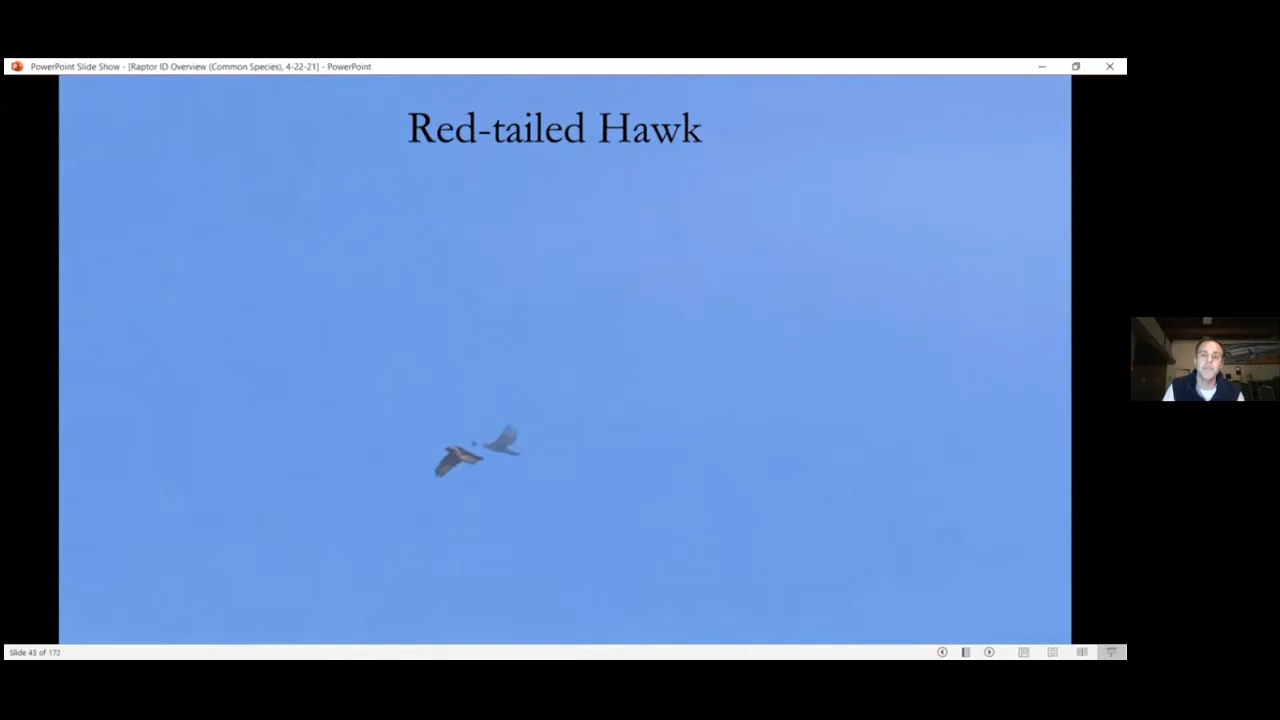 PowerPoint Slide Show - [Raptor ID Overview (Common Species), 4-22-21] - PowerPoint
Red-tailed Hawk
Slide 43 of 172